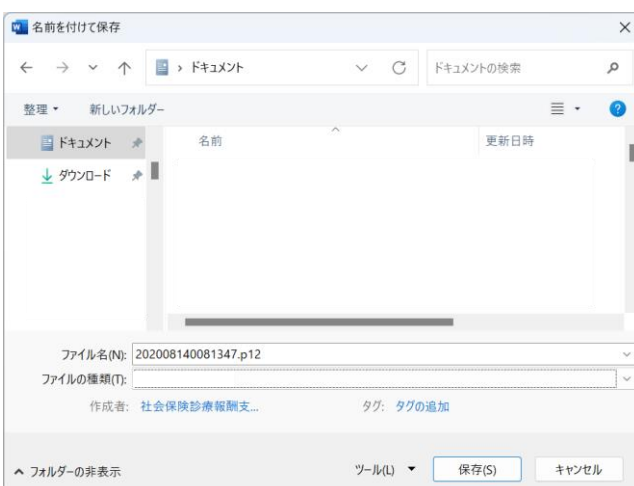 名前を付けて保存
ドキュメント
ドキュメントの検索
整理 新しいフォルダー
ドキュメント
名前 更新日時
ダウンロード
ファイル名(N): 202008140081347.p12
ファイルの種類(T):
作成者: 社会保険診療報酬支... タグ: タグの追加
フォルダーの非表示 ツール(L) 保存(S) キャンセル